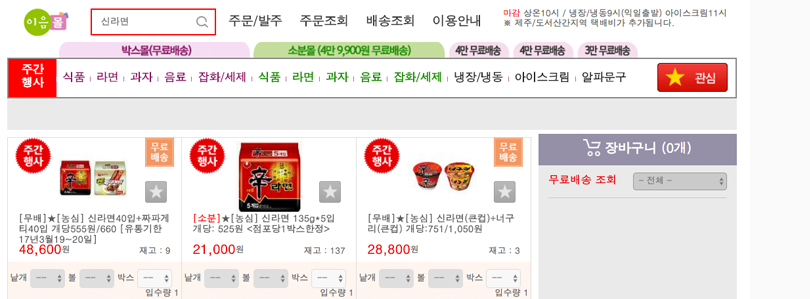 이음몰
신라면
주문/발주 주문조회 배송조회 이용안내
마감 상온10시 / 냉장/냉동9시(익일출발) 아이스크림11시
※ 제주/도서산간지역 택배비가 추가됩니다.
박스몰(무료배송) 소분몰 (4만 9,900원 무료배송) 4만 무료배송 4만 무료배송 3만 무료배송
주간
행사
식품 라면 과자 음료 잡화/세제 식품 라면 과자 음료 잡화/세제 냉장/냉동 아이스크림 알파문구
관심
장바구니 (0개)
무료배송 조회 - 전체 -
주간
행사
무료
배송
[무배]★[농심] 신라면40입+짜파게
티40입 개당555원/660 [유통기한
17년3월19~20일]
48,600원 재고 : 9
낱개 -- 볼 -- 박스 --
입수량 1
주간
행사
[소분]★[농심] 신라면 135g*5입
개당: 525원 <점포당1박스한정>
21,000원 재고 : 137
낱개 -- 볼 -- 박스 --
입수량 1
주간
행사
무료
배송
[무배]★[농심] 신라면(큰컵)+너구
리(큰컵) 개당:751/1,050원
28,800원 재고 : 3
낱개 -- 볼 -- 박스 --
입수량 1